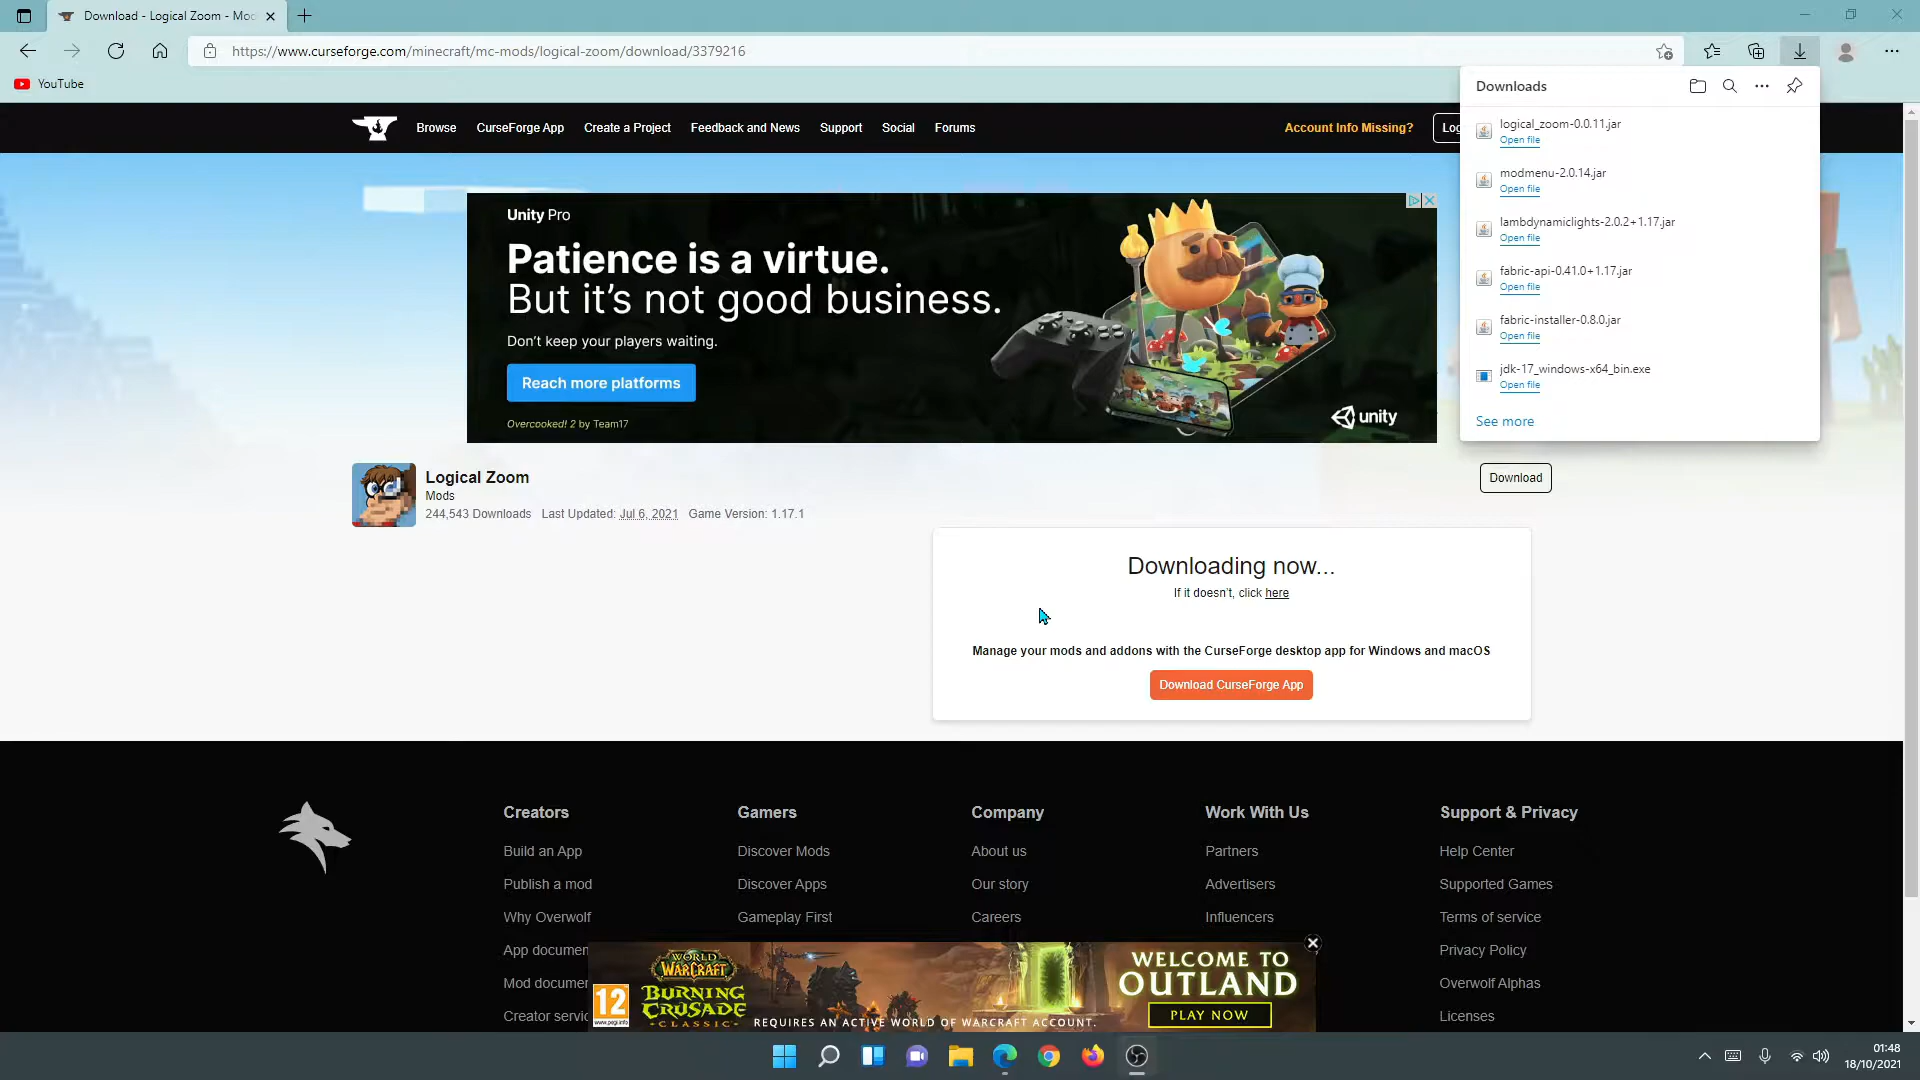 Download - Logical Zoom - Mo
https://www.curseforge.com/minecraft/mc-mods/logical-zoom/download/3379216
YouTube
Downloads
logical_zoom-0.0.11.jar
Open file
modmenu-2.0.14.jar
Open file
lambdynamiclights-2.0.2+1.17.jar
Open file
fabric-api-0.41.0+1.17.jar
Open file
fabric-installer-0.8.0.jar
Open file
jdk-17_windows-x64_bin.exe
Open file
See more
Browse CurseForge App Create a Project Feedback and News Support Social Forums Account Info Missing?
Unity Pro
Patience is a virtue.
But it's not good business.
Don't keep your players waiting.
Reach more platforms
Overcooked! 2 by Team17
unity
Logical Zoom
Mods
244,543 Downloads Last Updated: Jul 6, 2021 Game Version: 1.17.1
Download
Downloading now...
If it doesn't, click here
Manage your mods and addons with the CurseForge desktop app for Windows and macOS
Download CurseForge App
Creators
Build an App
Publish a mod
Why Overwolf
App documen
Mod documen
Creator servic
Gamers
Discover Mods
Discover Apps
Gameplay First
Company
About us
Our story
Careers
Work With Us
Partners
Advertisers
Influencers
Support & Privacy
Help Center
Supported Games
Terms of service
Privacy Policy
Overwolf Alphas
Licenses
12
www.pegi.info
WORLD
WARCRAFT
BURNING
CRUSADE
CLASSIC
REQUIRES AN ACTIVE WORLD OF WARCRAFT ACCOUNT.
WELCOME TO
OUTLAND
PLAY NOW
01:48
18/10/2021